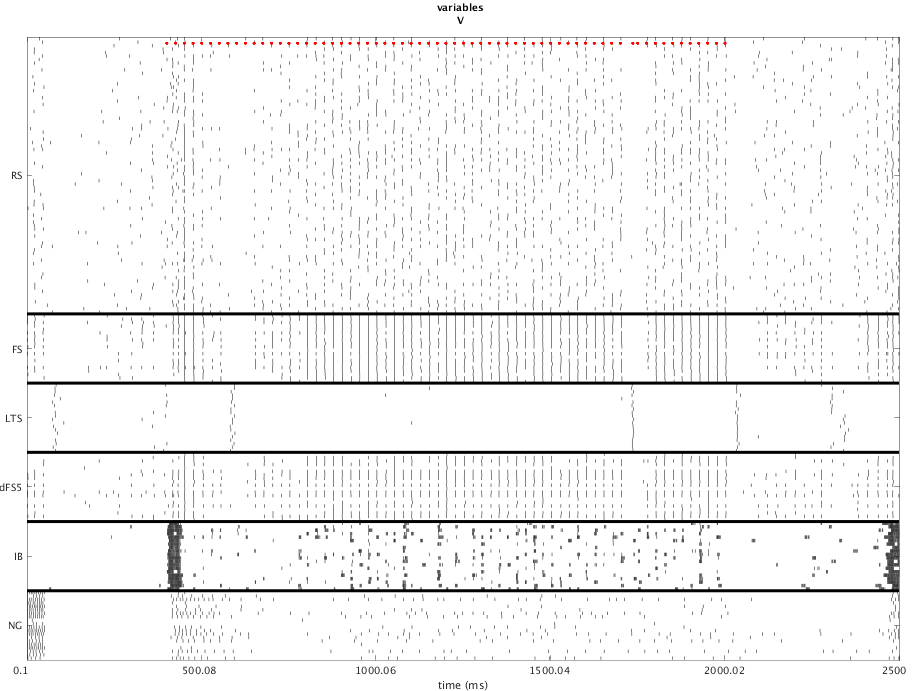 variables
V
RS
FS
LTS
dFS5
IB
NG
0.1
500.08
1000.06
1500.04
2000.02
2500
time (ms)